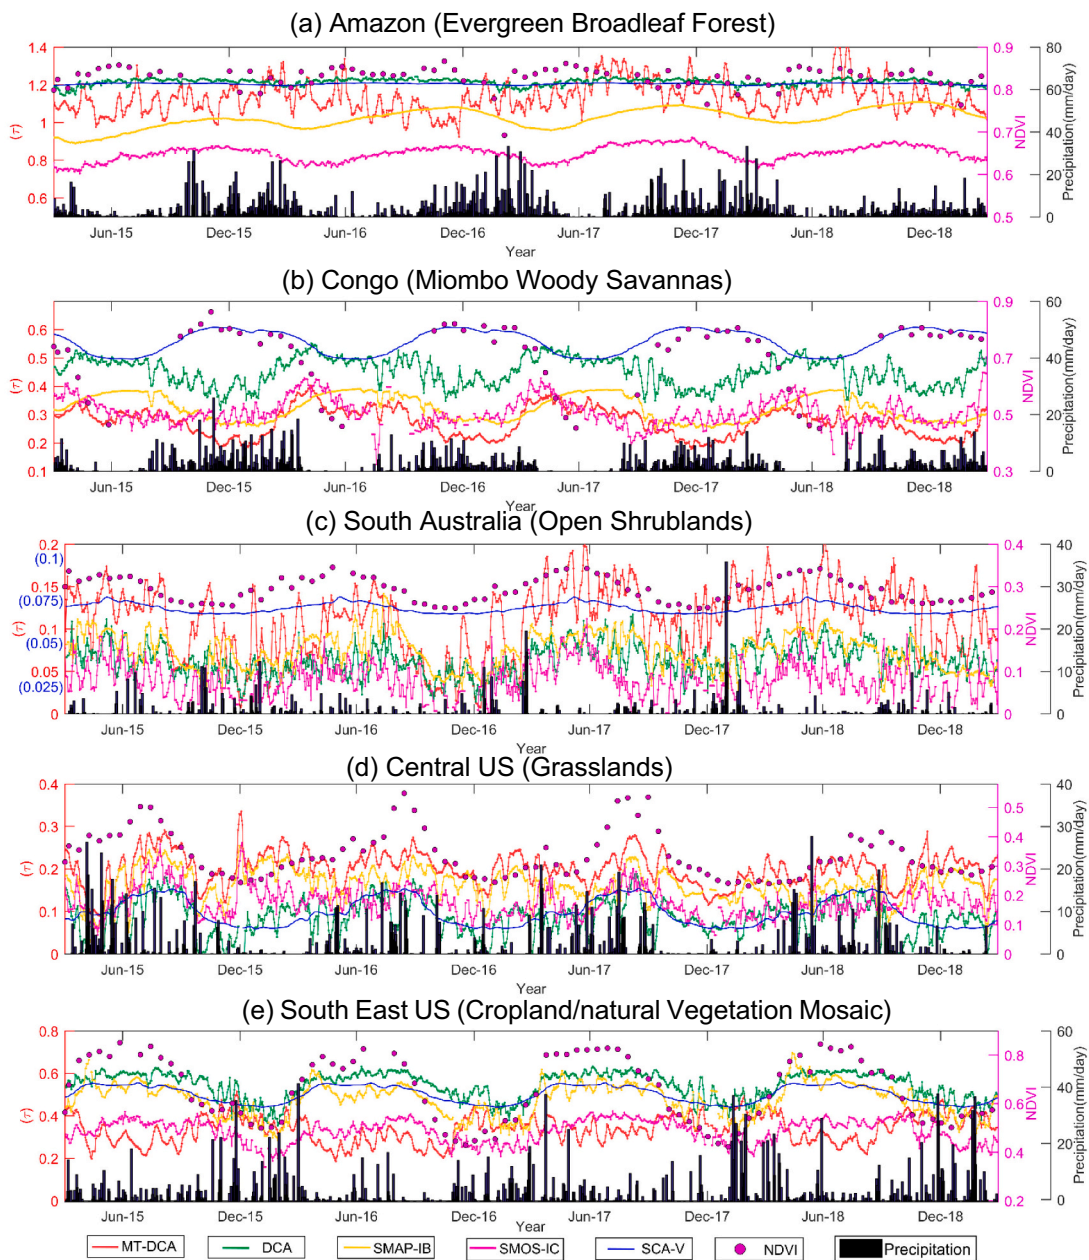 (a) Amazon (Evergreen Broadleaf Forest)
1.4
1.2
1
0.8
0.6
(τ)
0.9
0.8
0.7
0.6
0.5
NDVI
80
60
40
20
0
Precipitation(mm/day)
Jun-15 Dec-15 Jun-16 Dec-16 Jun-17 Dec-17 Jun-18 Dec-18
Year
(b) Congo (Miombo Woody Savannas)
0.6
0.5
0.4
0.3
0.2
0.1
(τ)
0.9
0.7
0.5
0.3
NDVI
60
40
20
0
Precipitation(mm/day)
Jun-15 Dec-15 Jun-16 Dec-16 Jun-17 Dec-17 Jun-18 Dec-18
Year
(c) South Australia (Open Shrublands)
0.2
(0.1)
0.15
(0.075)
0.1
(0.05)
0.05
(0.025)
0
(τ)
0.4
0.3
0.2
0.1
0
NDVI
40
30
20
10
0
Precipitation(mm/day)
Jun-15 Dec-15 Jun-16 Dec-16 Jun-17 Dec-17 Jun-18 Dec-18
Year
(d) Central US (Grasslands)
0.4
0.3
0.2
0.1
0
(τ)
0.5
0.4
0.3
0.2
0.1
0
NDVI
40
30
20
10
0
Precipitation(mm/day)
Jun-15 Dec-15 Jun-16 Dec-16 Jun-17 Dec-17 Jun-18 Dec-18
Year
(e) South East US (Cropland/natural Vegetation Mosaic)
0.8
0.6
0.4
0.2
0
(τ)
0.8
0.6
0.4
0.2
NDVI
60
40
20
0
Precipitation(mm/day)
Jun-15 Dec-15 Jun-16 Dec-16 Jun-17 Dec-17 Jun-18 Dec-18
Year
MT-DCA DCA SMAP-IB SMOS-IC SCA-V NDVI Precipitation